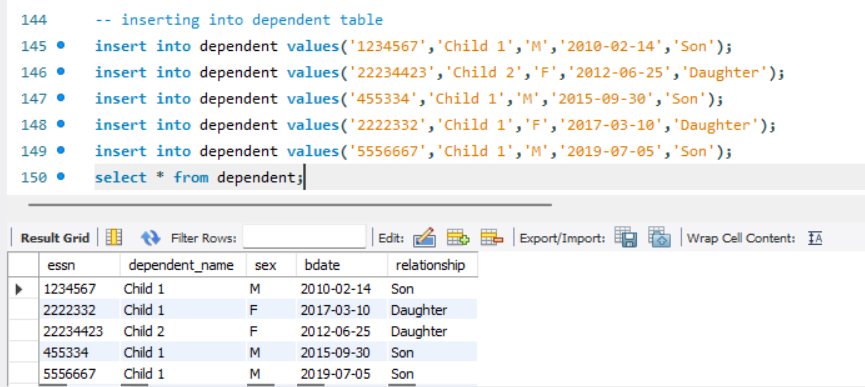 144 -- inserting into dependent table
145 insert into dependent values('1234567','Child 1','M','2010-02-14','Son');
146 insert into dependent values('22234423','Child 2','F','2012-06-25','Daughter');
147 insert into dependent values('455334','Child 1','M','2015-09-30','Son');
148 insert into dependent values('2222332','Child 1','F','2017-03-10','Daughter');
149 insert into dependent values('5556667','Child 1','M','2019-07-05','Son');
150 select * from dependent;
Result Grid Filter Rows: Edit: Export/Import: Wrap Cell Content: IA
essn dependent_name sex bdate relationship
1234567 Child 1 M 2010-02-14 Son
2222332 Child 1 F 2017-03-10 Daughter
22234423 Child 2 F 2012-06-25 Daughter
455334 Child 1 M 2015-09-30 Son
5556667 Child 1 M 2019-07-05 Son